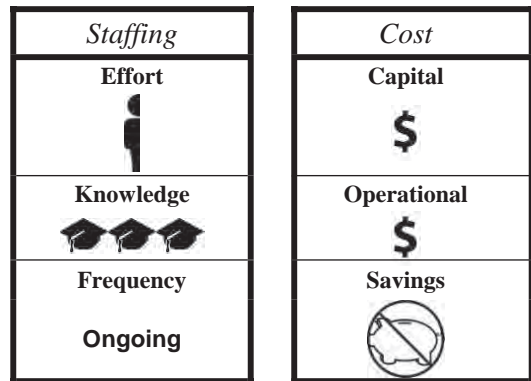 Staffing
Effort
Knowledge
Frequency
Ongoing
Cost
Capital
$
Operational
$
Savings